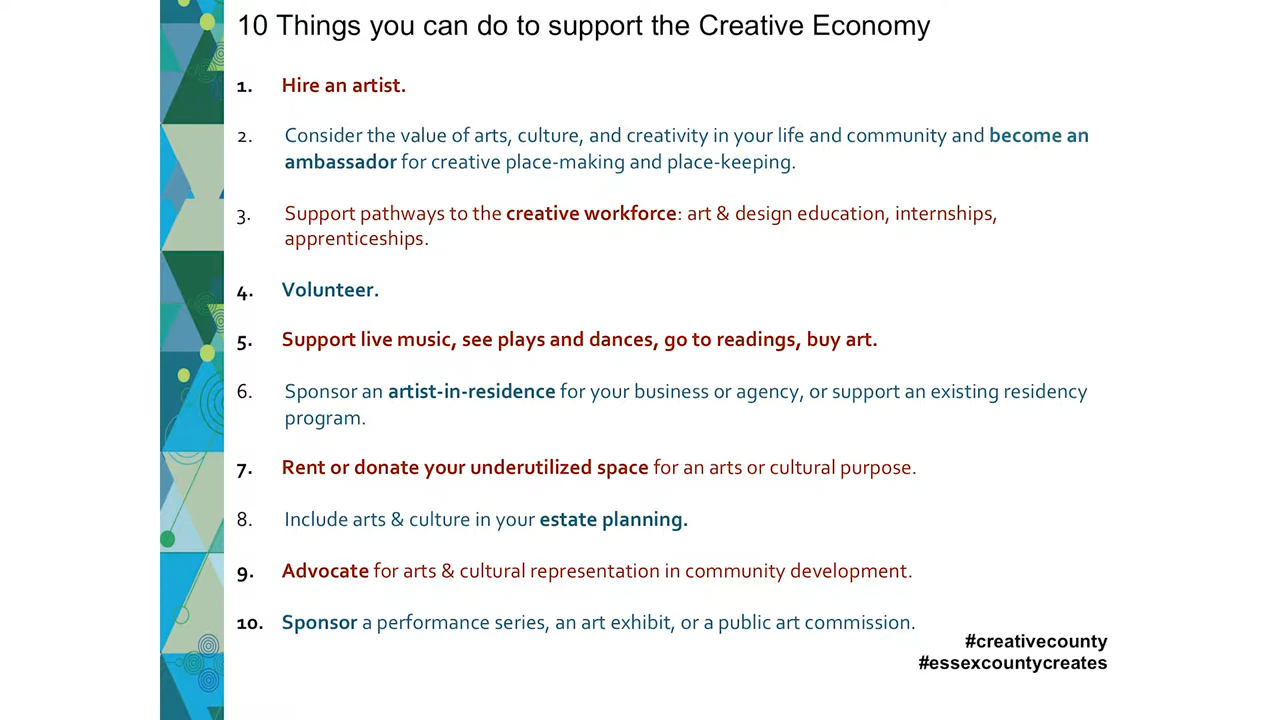 10 Things you can do to support the Creative Economy
1. Hire an artist.
2. Consider the value of arts, culture, and creativity in your life and community and become an
ambassador for creative place-making and place-keeping.
3. Support pathways to the creative workforce: art & design education, internships,
apprenticeships.
4. Volunteer.
5. Support live music, see plays and dances, go to readings, buy art.
6. Sponsor an artist-in-residence for your business or agency, or support an existing residency
program.
7. Rent or donate your underutilized space for an arts or cultural purpose.
8. Include arts & culture in your estate planning.
9. Advocate for arts & cultural representation in community development.
10. Sponsor a performance series, an art exhibit, or a public art commission.
#creativecounty
#essexcountycreates